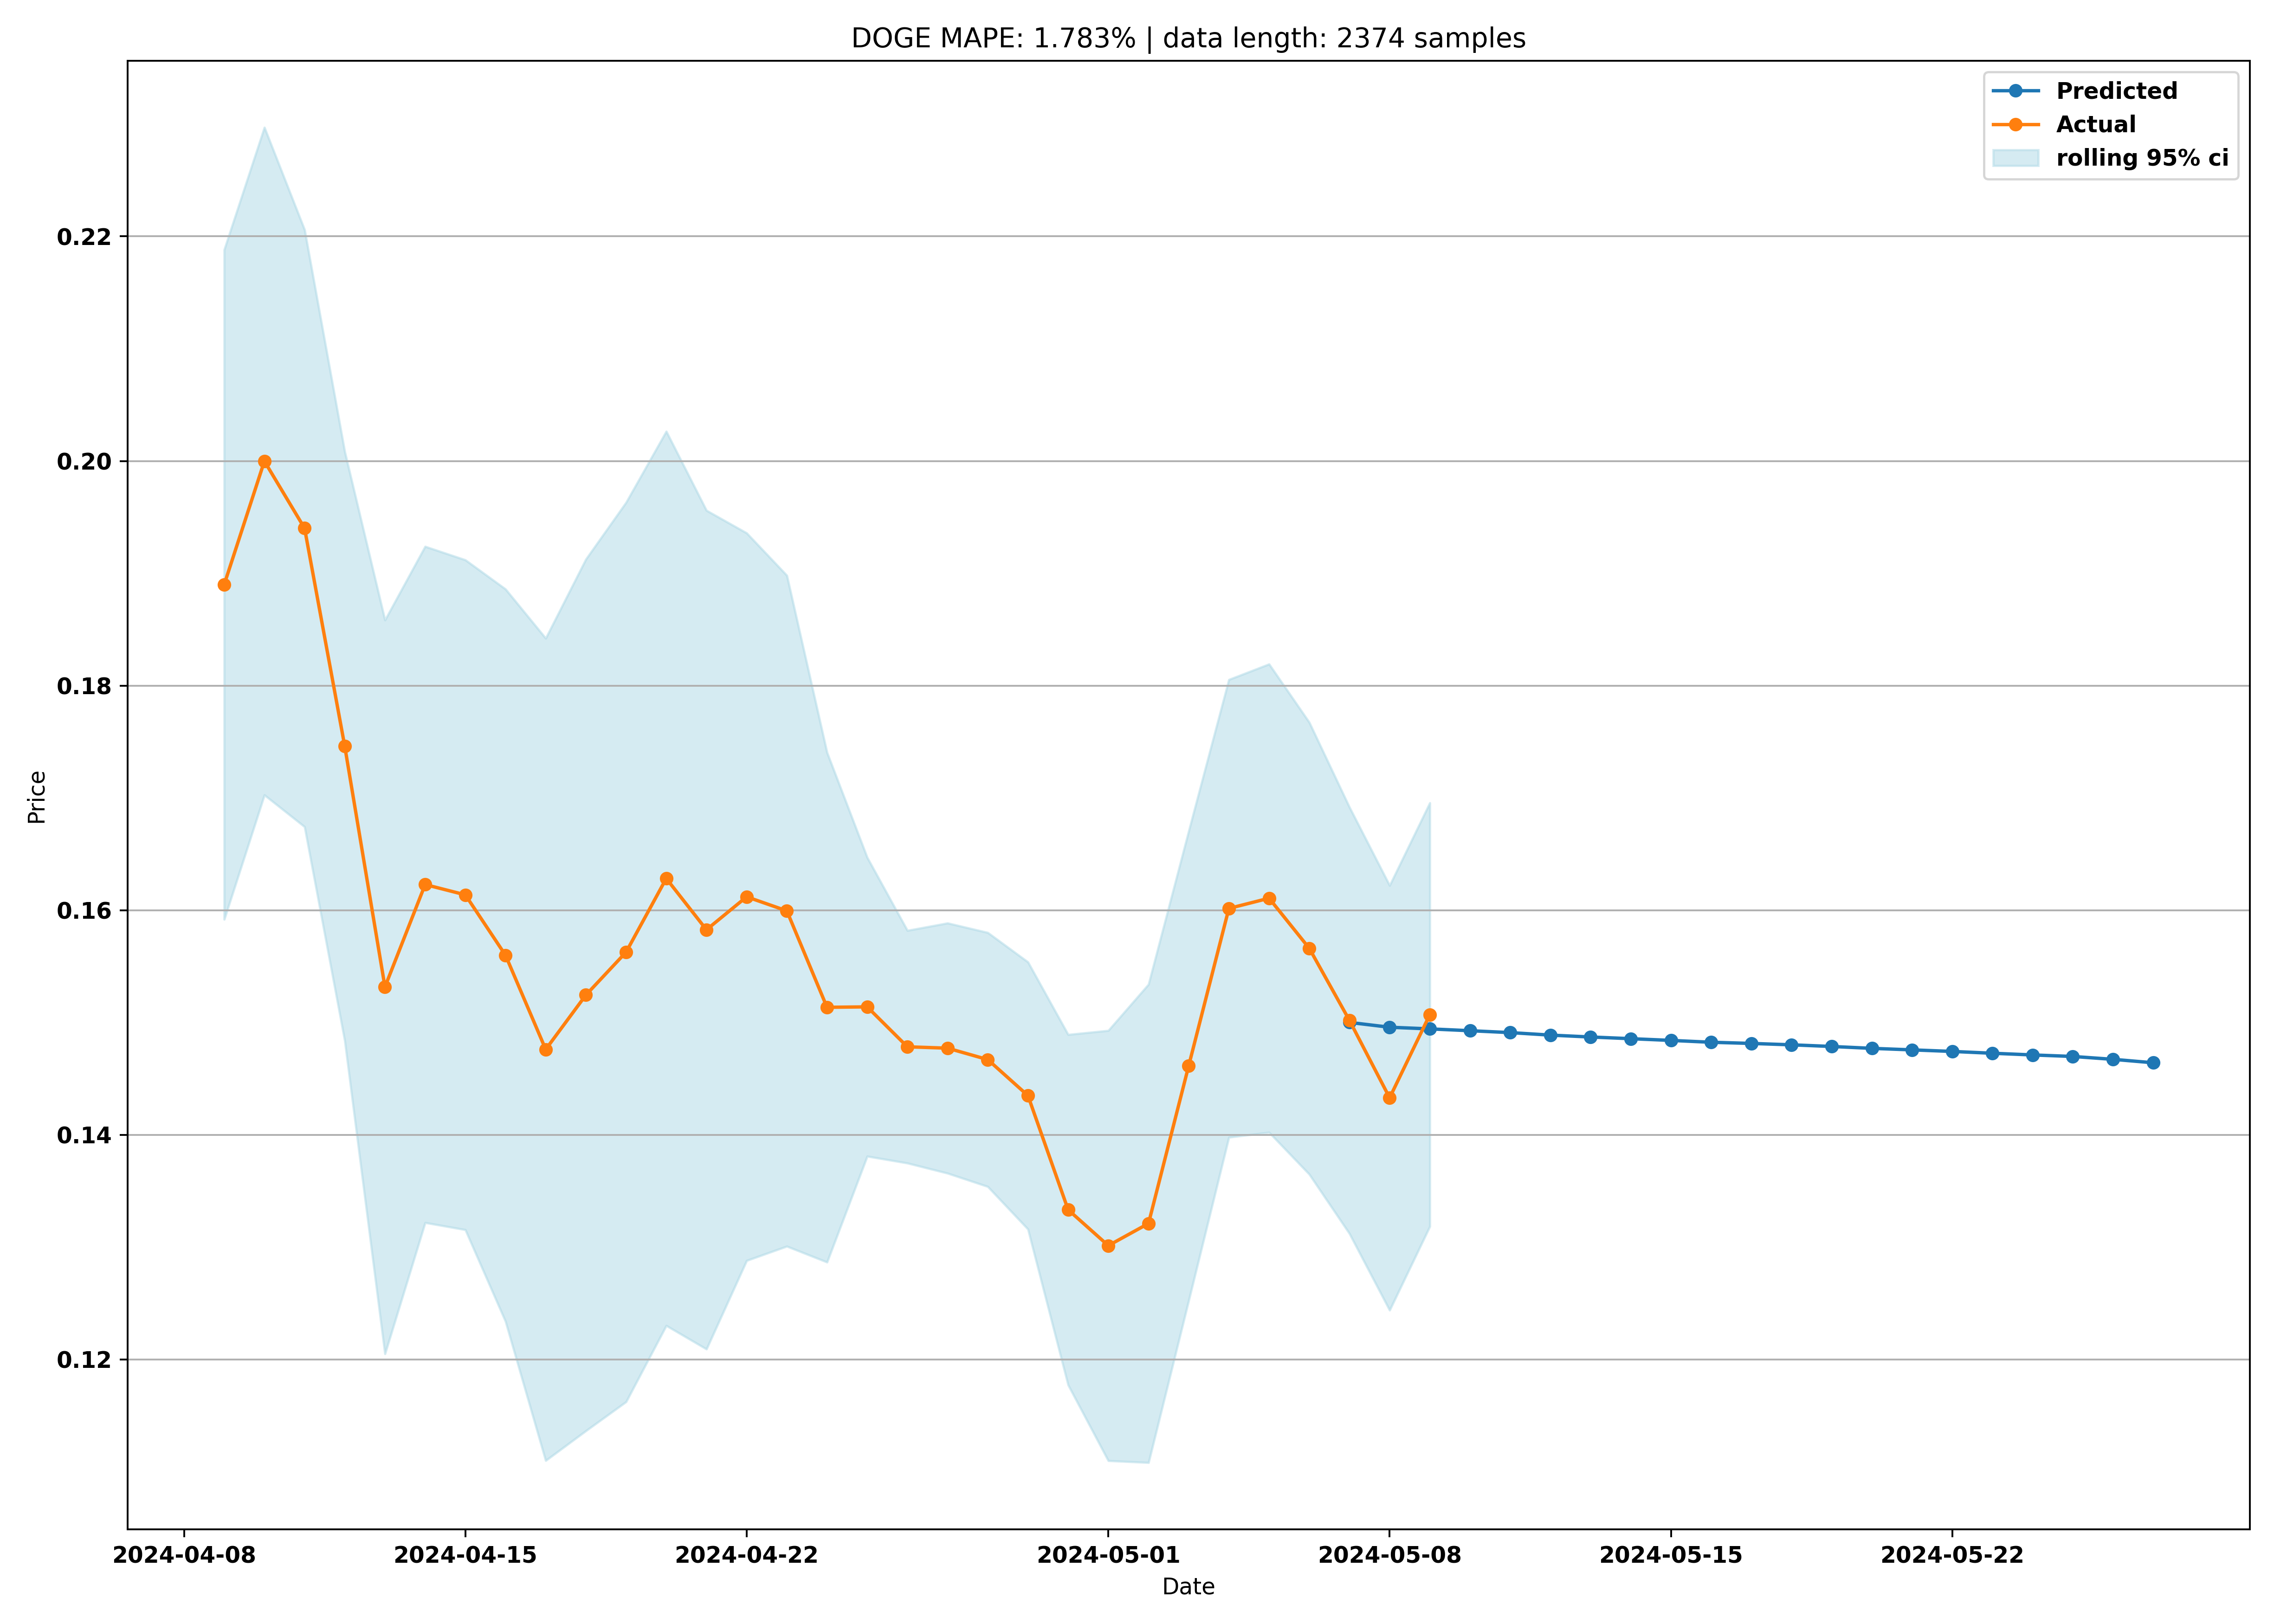 DOGE MAPE: 1.783% | data length: 2374 samples
Predicted
Actual
rolling 95% ci
0.22
0.20
0.18
0.16
0.14
0.12
Price
2024-04-08 2024-04-15 2024-04-22 2024-05-01 2024-05-08 2024-05-15 2024-05-22
Date